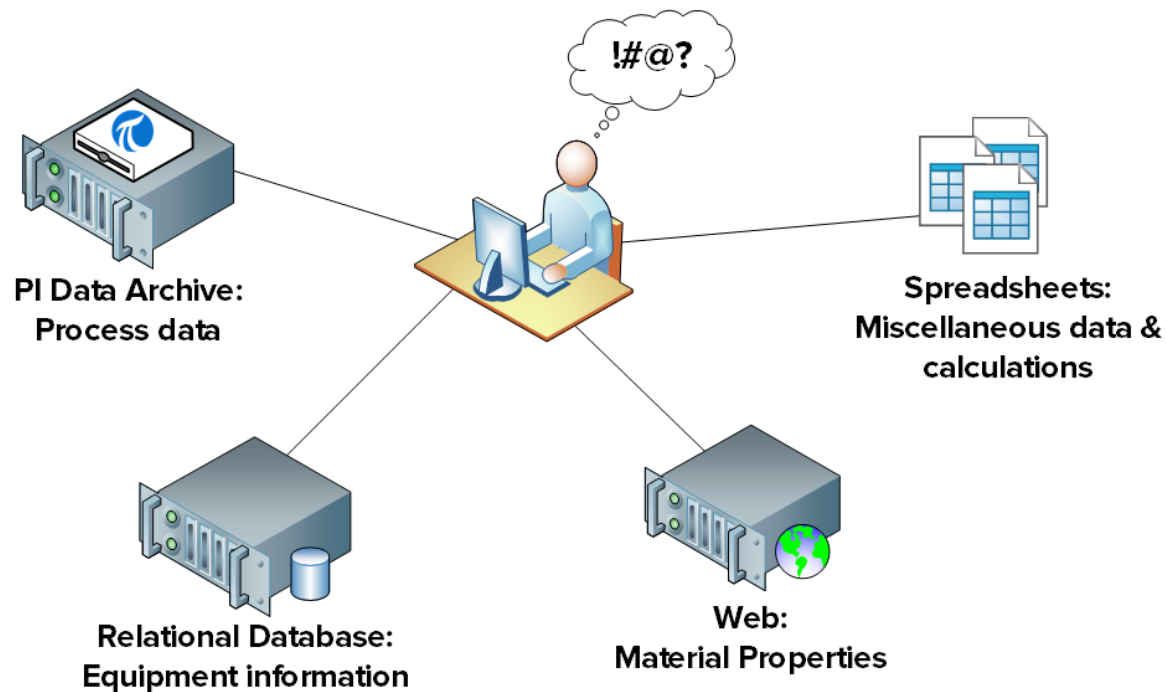 !#@?
PI Data Archive:
Process data
Spreadsheets:
Miscellaneous data &
calculations
Relational Database:
Equipment information
Web:
Material Properties